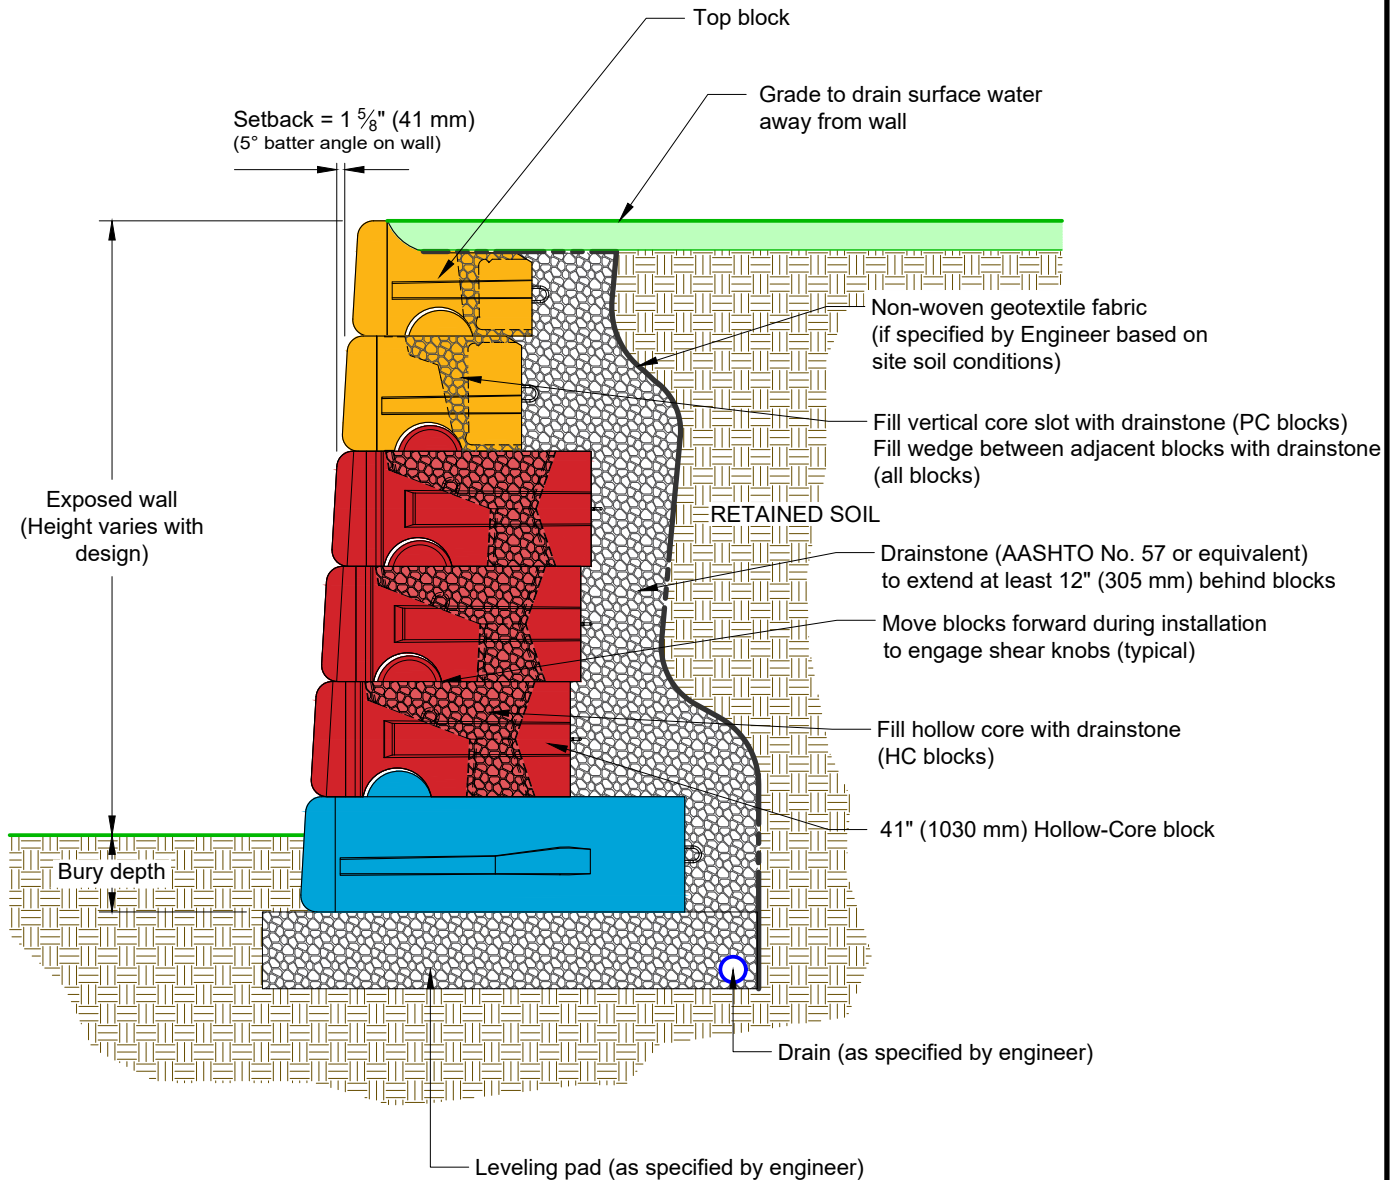 Top block
Grade to drain surface water
away from wall
Setback = 1 5⁄8" (41 mm)
(5° batter angle on wall)
Non-woven geotextile fabric
(if specified by Engineer based on
site soil conditions)
Fill vertical core slot with drainstone (PC blocks)
Fill wedge between adjacent blocks with drainstone
(all blocks)
Exposed wall
(Height varies with
design)
RETAINED SOIL
Drainstone (AASHTO No. 57 or equivalent)
to extend at least 12" (305 mm) behind blocks
Move blocks forward during installation
to engage shear knobs (typical)
Fill hollow core with drainstone
(HC blocks)
41" (1030 mm) Hollow-Core block
Bury depth
Drain (as specified by engineer)
Leveling pad (as specified by engineer)